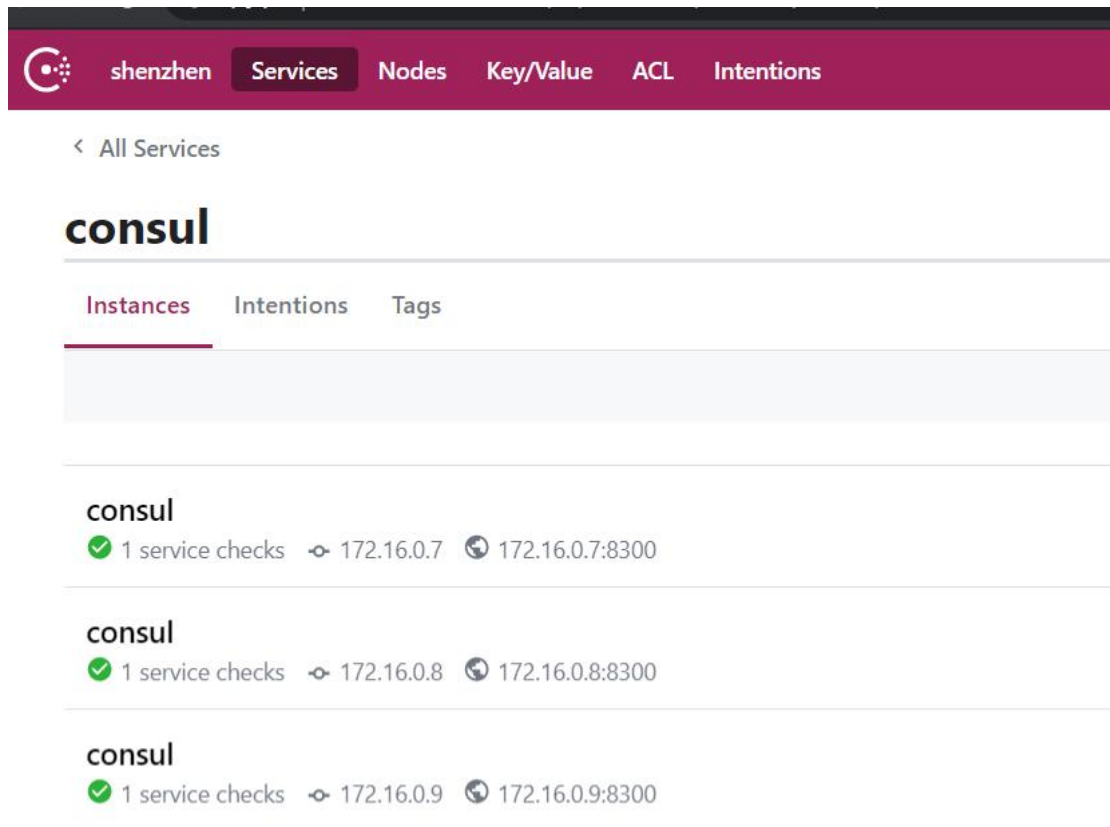 shenzhen Services Nodes Key/Value ACL Intentions
All Services
consul
Instances Intentions Tags
consul
1 service checks 172.16.0.7 172.16.0.7:8300
consul
1 service checks 172.16.0.8 172.16.0.8:8300
consul
1 service checks 172.16.0.9 172.16.0.9:8300